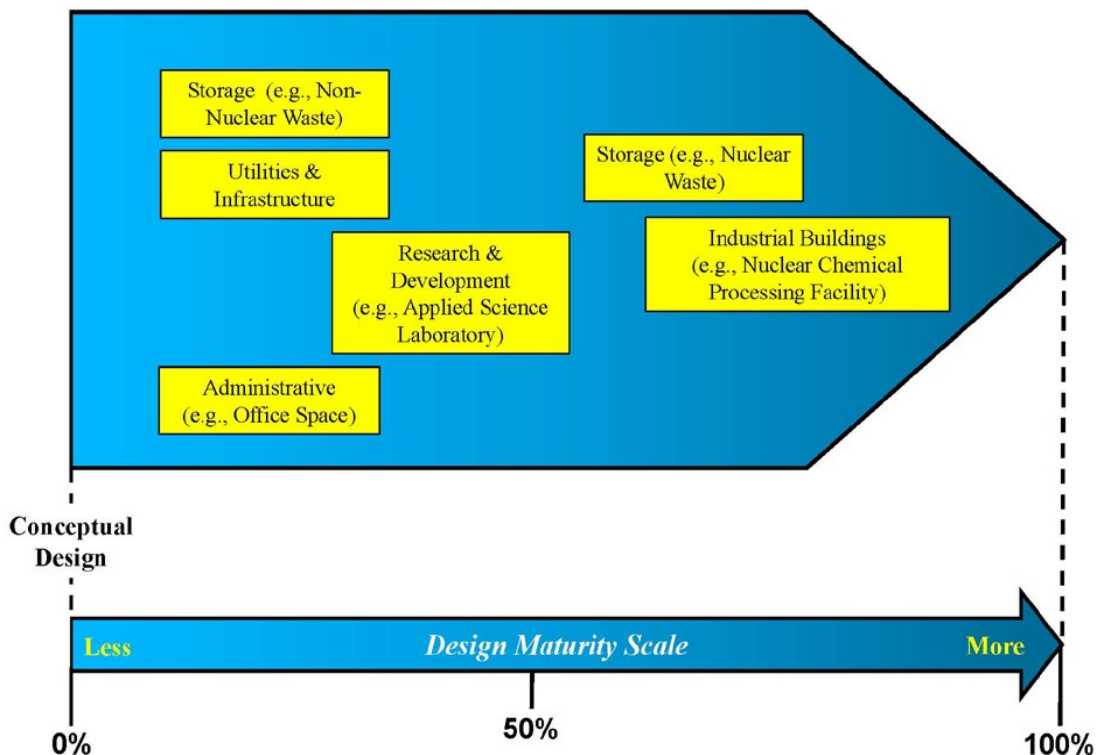 Storage (e.g., Non-
Nuclear Waste)
Utilities &
Infrastructure
Storage (e.g., Nuclear
Waste)
Research &
Development
(e.g., Applied Science
Laboratory)
Industrial Buildings
(e.g., Nuclear Chemical
Processing Facility)
Administrative
(e.g., Office Space)
Conceptual
Design
Less
Design Maturity Scale
More
0%
50%
100%